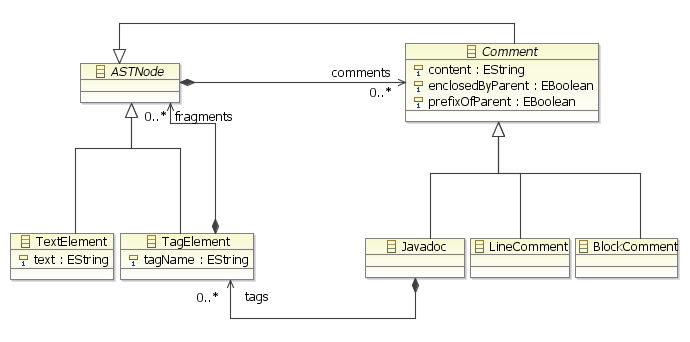 Comment
ASTNode
comments
content : EString
enclosedByParent : EBoolean
0..*
prefixOfParent : EBoolean
0..*
fragments
TextElement
TagElement
Javadoc
LineComment
BlockComment
text : EString
tagName : EString
0..*
tags